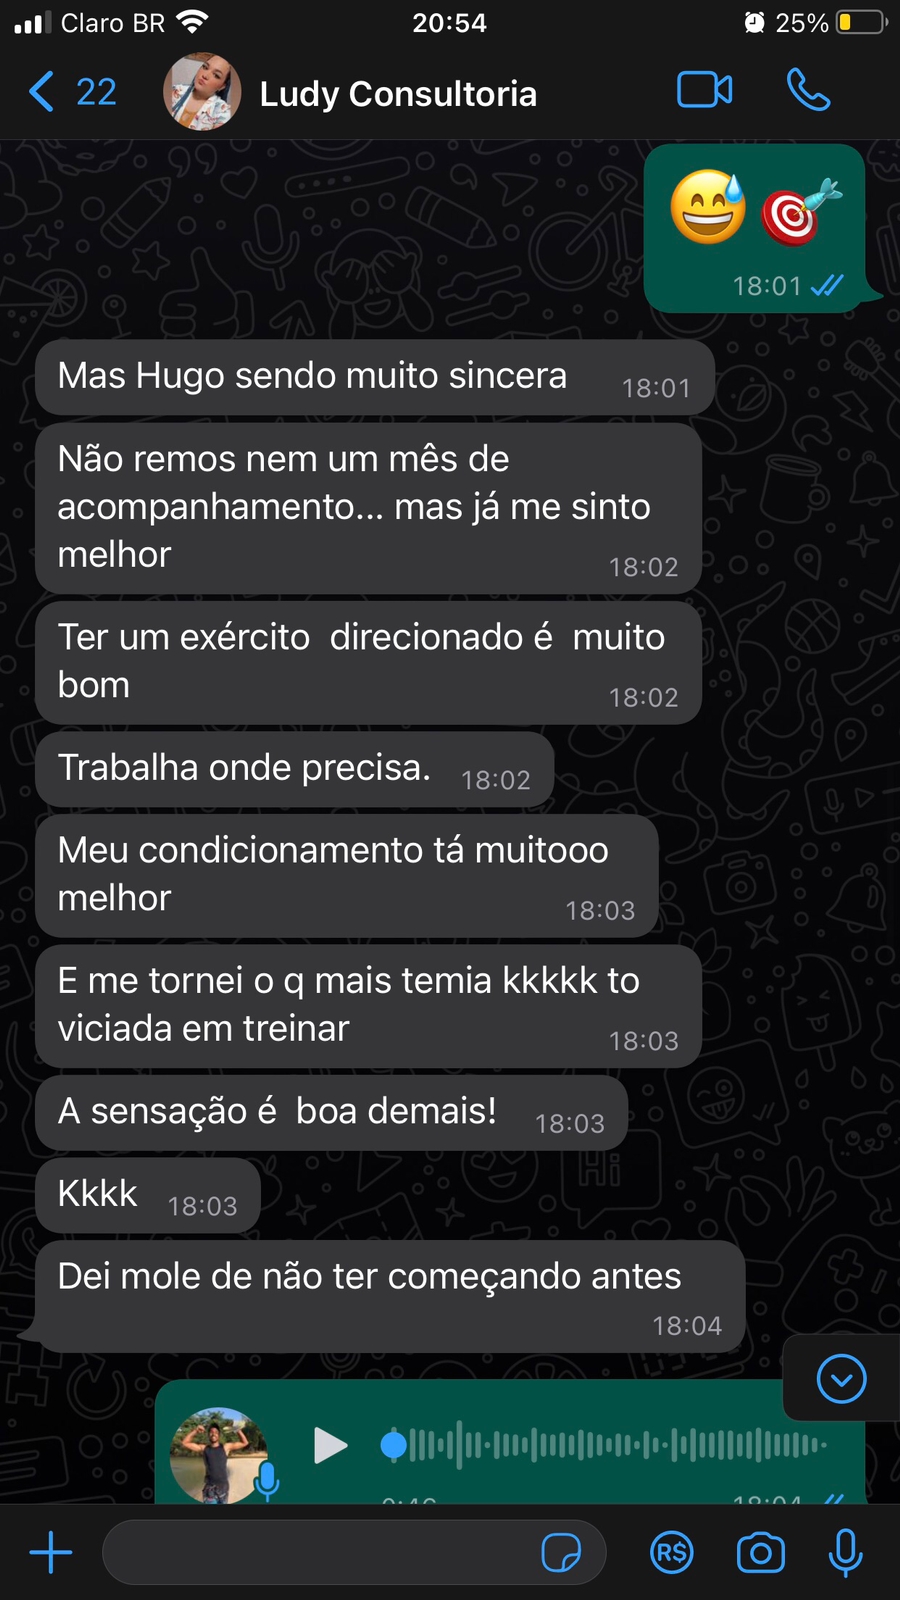 Claro BR
20:54
25%
22
Ludy Consultoria
18:01
Mas Hugo sendo muito sincera
18:01
Não remos nem um mês de
acompanhamento... mas já me sinto
melhor
18:02
Ter um exército  direcionado é  muito
bom
18:02
Trabalha onde precisa.
18:02
Meu condicionamento tá muitooo
melhor
18:03
E me tornei o q mais temia kkkkk to
viciada em treinar
18:03
A sensação é  boa demais!
18:03
Kkkk
18:03
Dei mole de não ter começando antes
18:04
0:46
18:04
R$